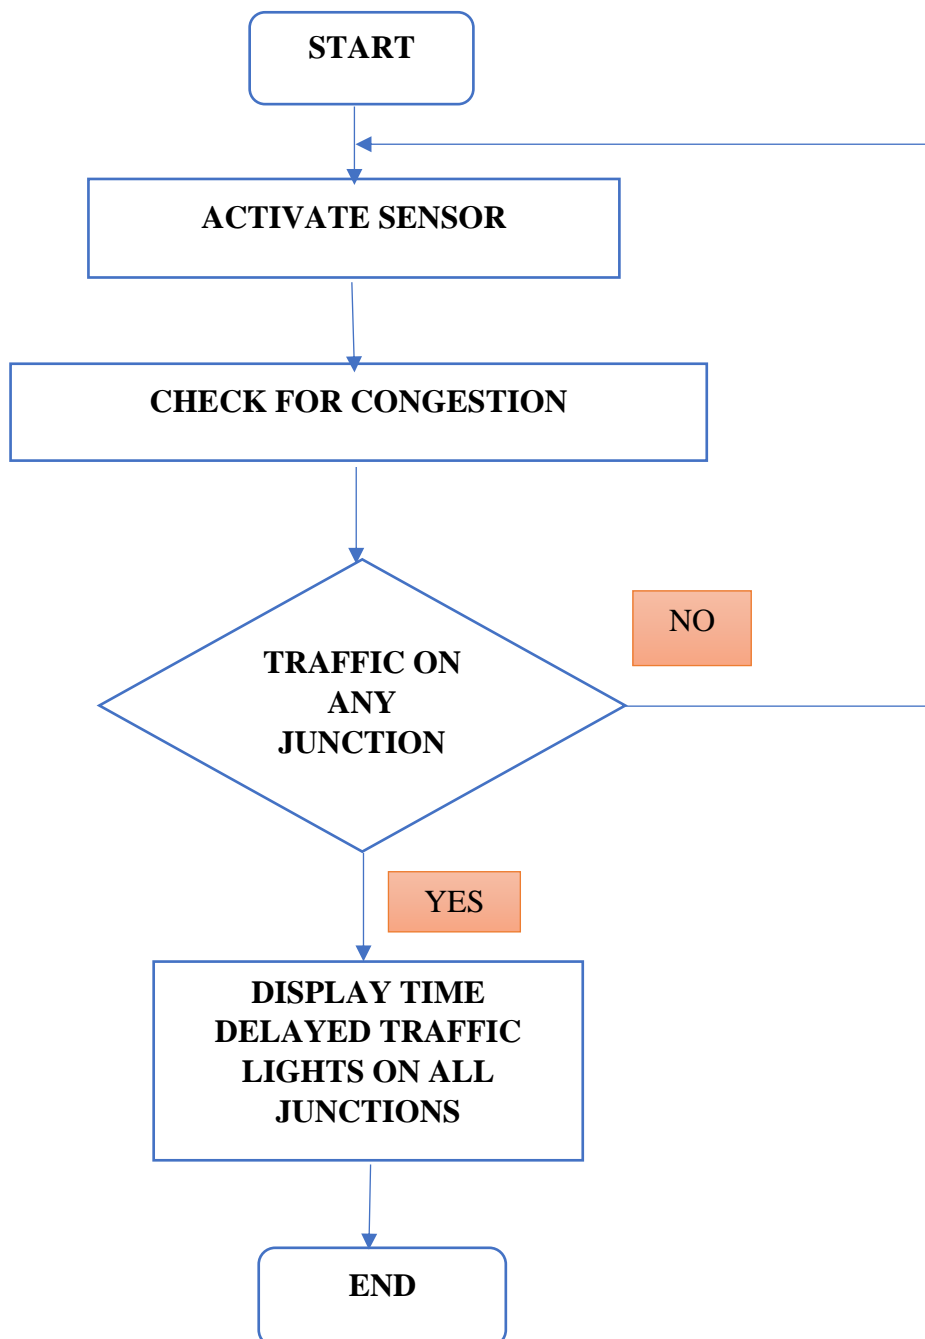 START
ACTIVATE SENSOR
CHECK FOR CONGESTION
TRAFFIC ON
ANY
JUNCTION
NO
YES
DISPLAY TIME
DELAYED TRAFFIC
LIGHTS ON ALL
JUNCTIONS
END